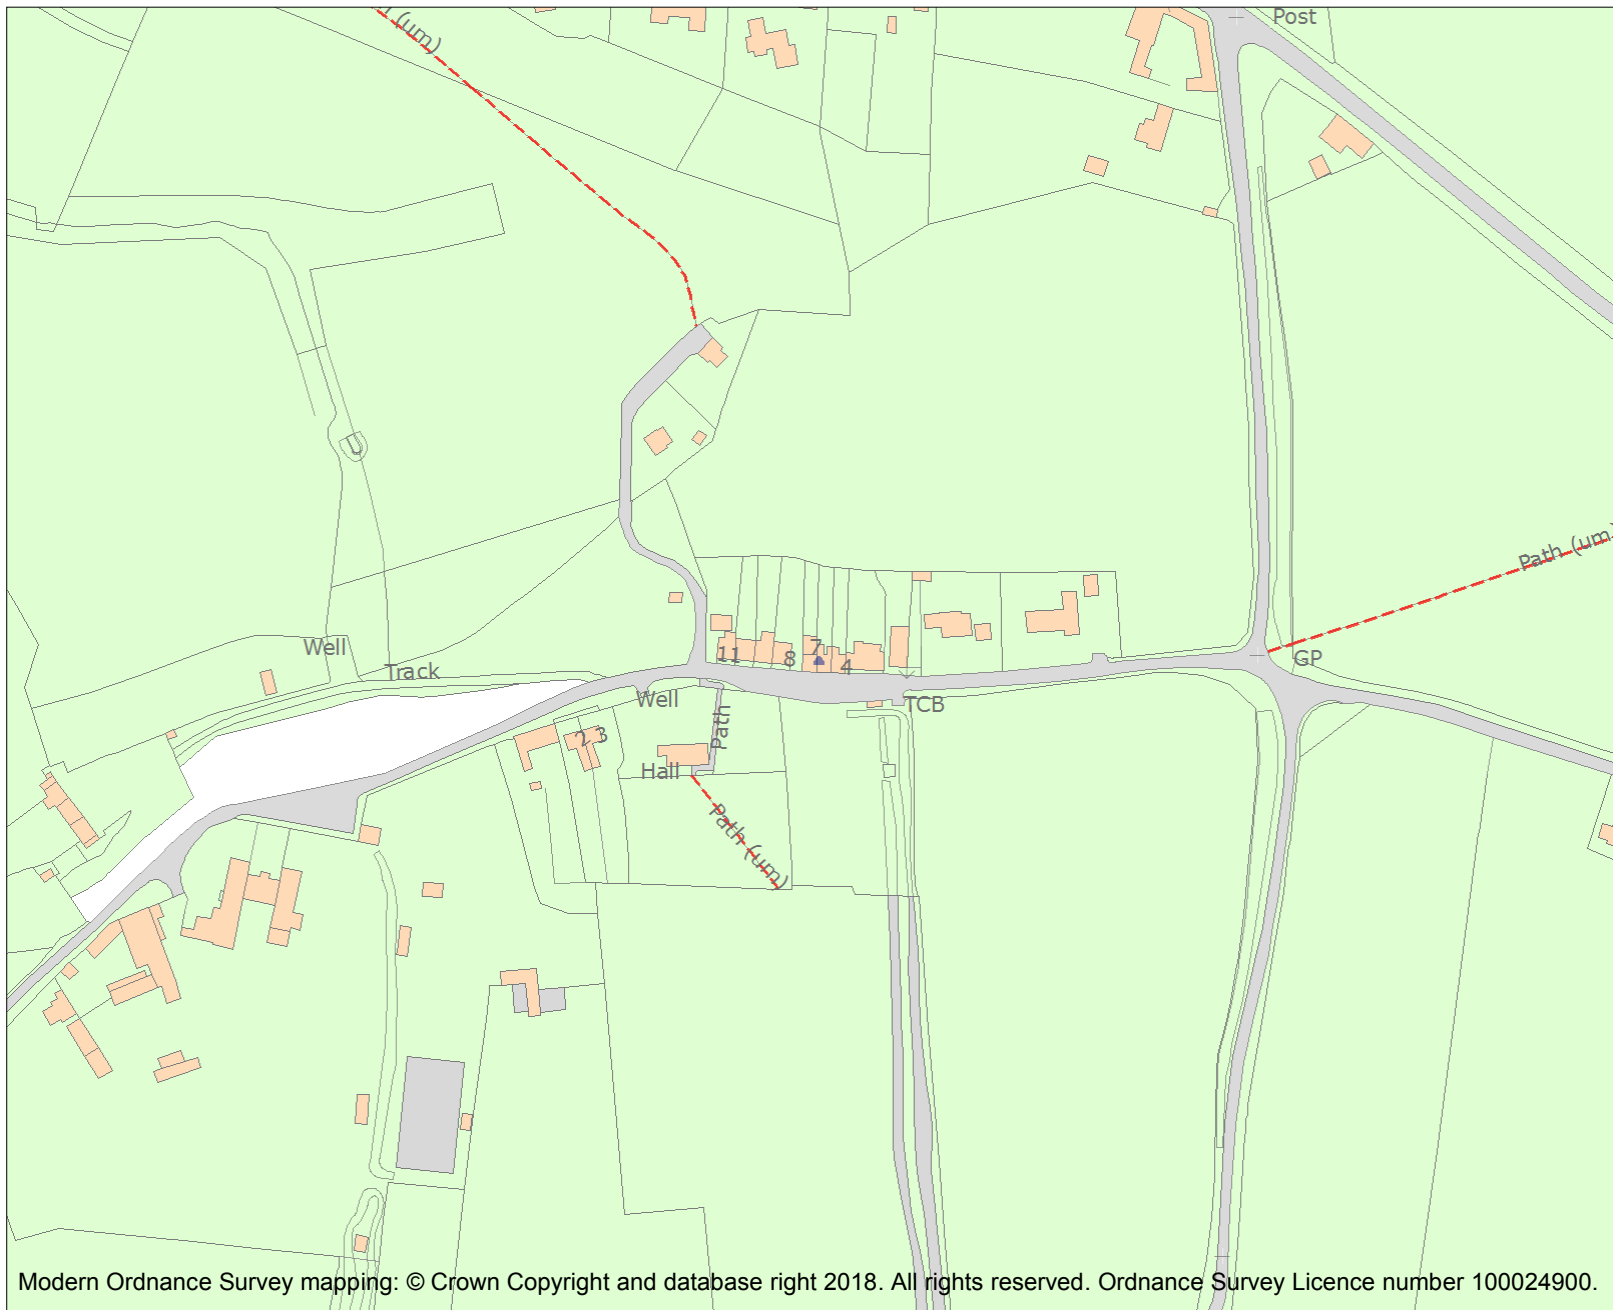 (um)
Post
Path (um)
Well
Track
11
8
7
4
GP
Well
TCB
Path
2 3
Hall
Path (um)
Modern Ordnance Survey mapping: © Crown Copyright and database right 2018. All rights reserved. Ordnance Survey Licence number 100024900.